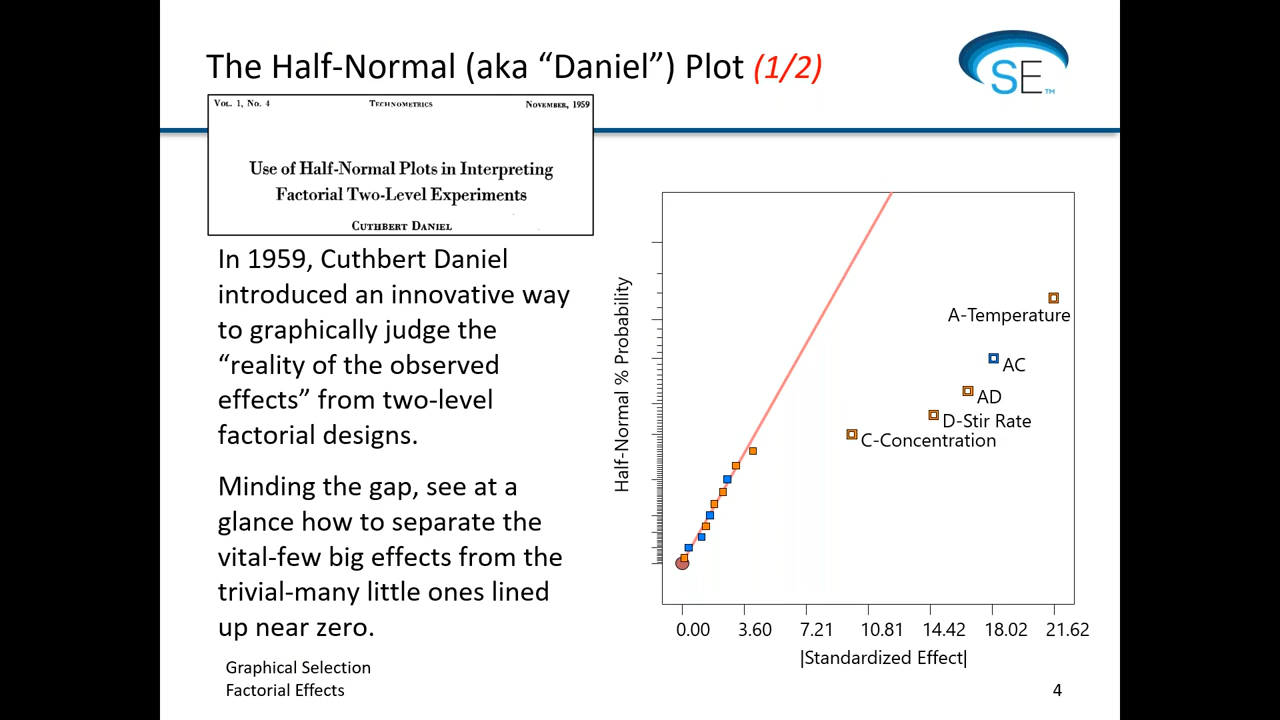 The Half-Normal (aka “Daniel”) Plot (1/2)
SE™
Vol. 1, No. 4 Technometrics November, 1959
Use of Half-Normal Plots in Interpreting
Factorial Two-Level Experiments
Cuthbert Daniel
In 1959, Cuthbert Daniel
introduced an innovative way
to graphically judge the
“reality of the observed
effects” from two-level
factorial designs.
Minding the gap, see at a
glance how to separate the
vital-few big effects from the
trivial-many little ones lined
up near zero.
Half-Normal % Probability
A-Temperature
AC
AD
D-Stir Rate
C-Concentration
0.00 3.60 7.21 10.81 14.42 18.02 21.62
|Standardized Effect|
Graphical Selection
Factorial Effects
4